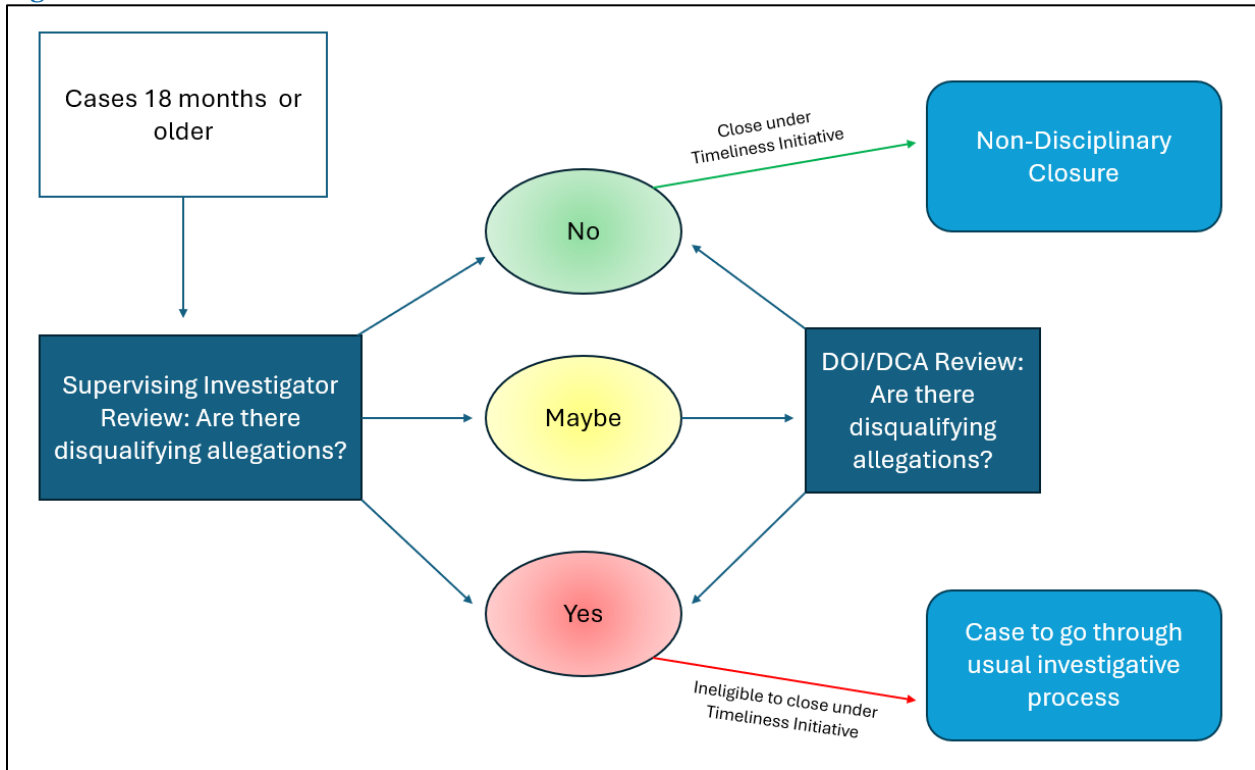 Cases 18 months or
older
Close under
Timeliness Initiative
Non-Disciplinary
Closure
No
Supervising Investigator
Review: Are there
disqualifying allegations?
Maybe
DOI/DCA Review:
Are there
disqualifying
allegations?
Yes
Ineligible to close under
Timeliness Initiative
Case to go through
usual investigative
process